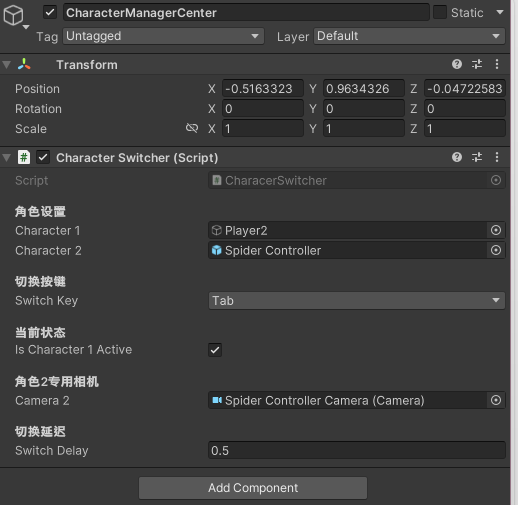 CharacterManagerCenter Static
Tag Untagged Layer Default
Transform
Position X -0.5163323 Y 0.9634326 Z -0.04722583
Rotation X 0 Y 0 Z 0
Scale X 1 Y 1 Z 1
# Character Switcher (Script)
Script # CharacerSwitcher
角色设置
Character 1 Player2
Character 2 Spider Controller
切换按键
Switch Key Tab
当前状态
Is Character 1 Active
角色2专用相机
Camera 2 Spider Controller Camera (Camera)
切换延迟
Switch Delay 0.5
Add Component